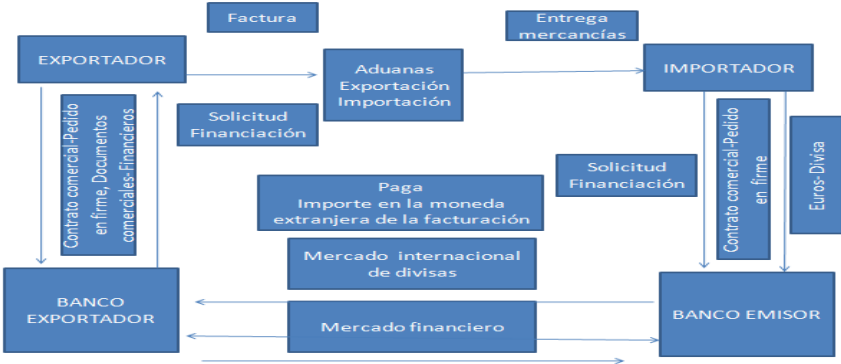 Factura
Entrega
mercancías
EXPORTADOR
Aduanas
Exportación
Importación
IMPORTADOR
Contrato comercial-Pedido
en firme, Documentos
comerciales-Financieros
Solicitud
Financiación
Solicitud
Financiación
Contrato comercial-Pedido
en firme
Euros-Divisa
Paga
Importe en la moneda
extranjera de la facturación
Mercado internacional
de divisas
BANCO
EXPORTADOR
Mercado financiero
BANCO EMISOR